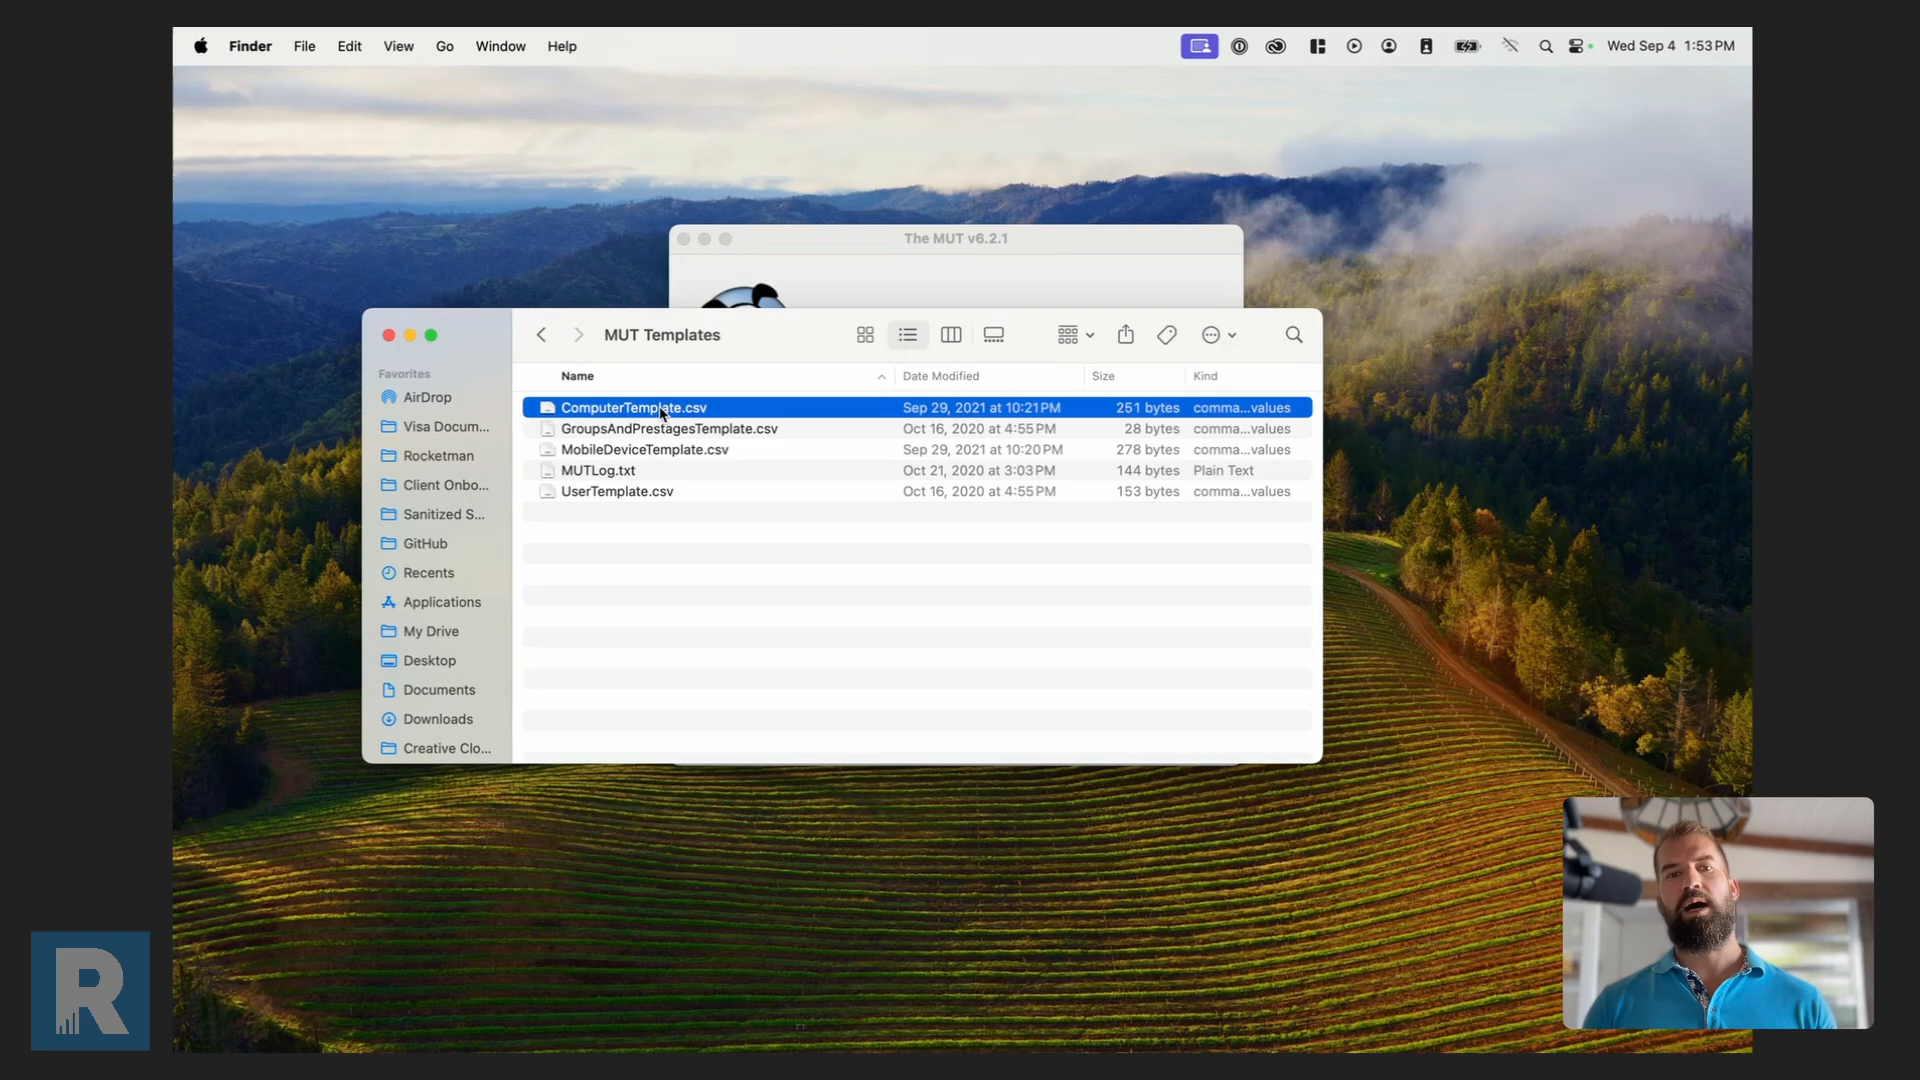 Finder File Edit View Go Window Help Wed Sep 4 1:53 PM
The MUT v6.2.1
MUT Templates
Favorites
AirDrop
Visa Docum...
Rocketman
Client Onbo...
Sanitized S...
GitHub
Recents
Applications
My Drive
Desktop
Documents
Downloads
Creative Clo...
Name Date Modified Size Kind
ComputerTemplate.csv Sep 29, 2021 at 10:21 PM 251 bytes comma...values
GroupsAndPrestagesTemplate.csv Oct 16, 2020 at 4:55 PM 28 bytes comma...values
MobileDeviceTemplate.csv Sep 29, 2021 at 10:20 PM 278 bytes comma...values
MUTLog.txt Oct 21, 2020 at 3:03 PM 144 bytes Plain Text
UserTemplate.csv Oct 16, 2020 at 4:55 PM 153 bytes comma...values
R